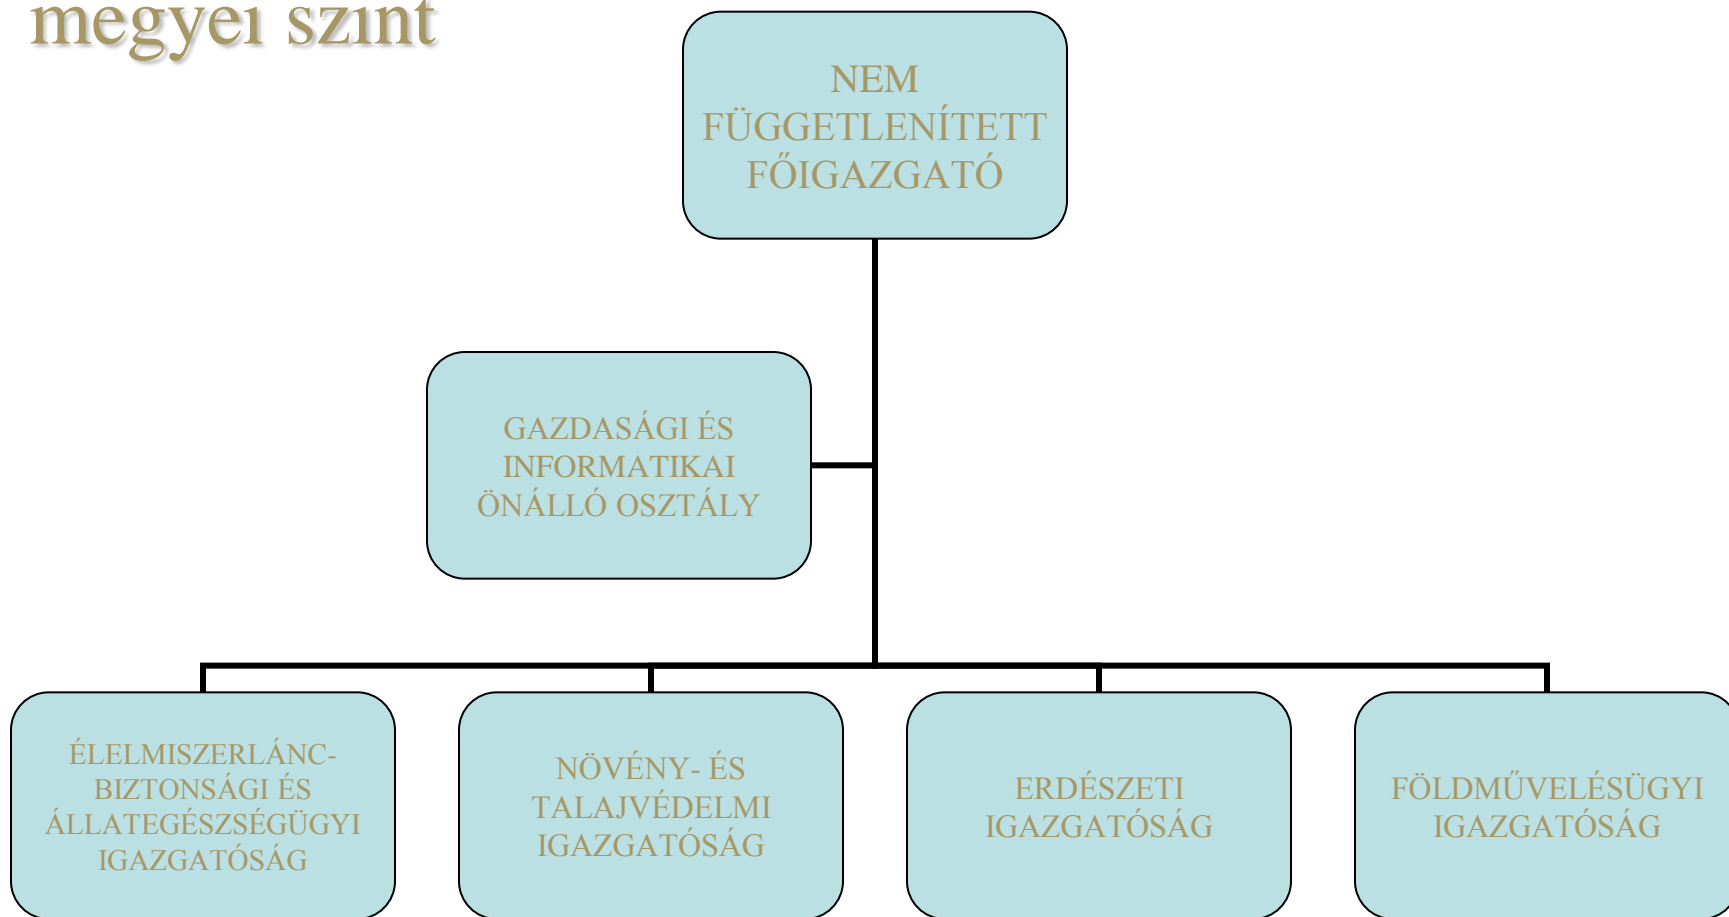 megyei szint
NEM
FÜGGETLENÍTETT
FŐIGAZGATÓ
GAZDASÁGI ÉS
INFORMATIKAI
ÖNÁLLÓ OSZTÁLY
ÉLELMISZERLÁNC-
BIZTONSÁGI ÉS
ÁLLATEGÉSZSÉGÜGYI
IGAZGATÓSÁG
NÖVÉNY- ÉS
TALAJVÉDELMI
IGAZGATÓSÁG
ERDÉSZETI
IGAZGATÓSÁG
FÖLDMŰVELÉSÜGYI
IGAZGATÓSÁG